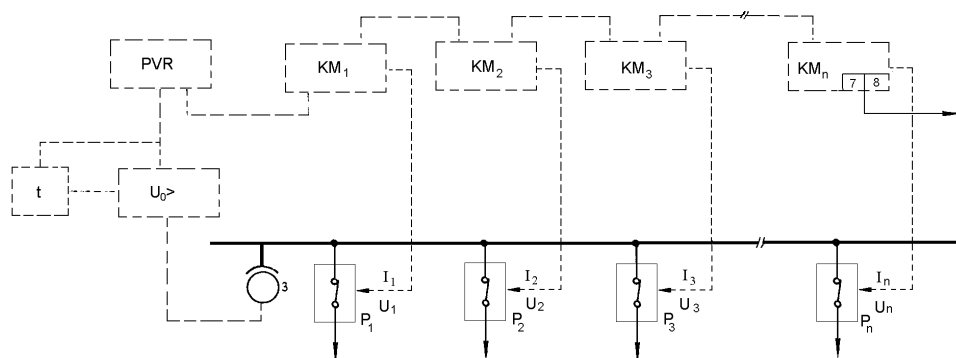 PVR
KM₁
KM₂
KM₃
KMₙ
7 8
t
U₀>
3
I₁
U₁
P₁
I₂
U₂
P₂
I₃
U₃
P₃
Iₙ
Uₙ
Pₙ